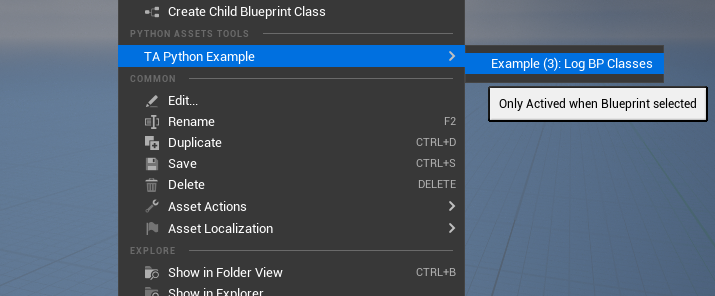 Create Child Blueprint Class
PYTHON ASSETS TOOLS
TA Python Example
Example (3): Log BP Classes
COMMON
Only Actived when Blueprint selected
Edit...
Rename F2
Duplicate CTRL+D
Save CTRL+S
Delete DELETE
Asset Actions
Asset Localization
EXPLORE
Show in Folder View CTRL+B
Show in Explorer